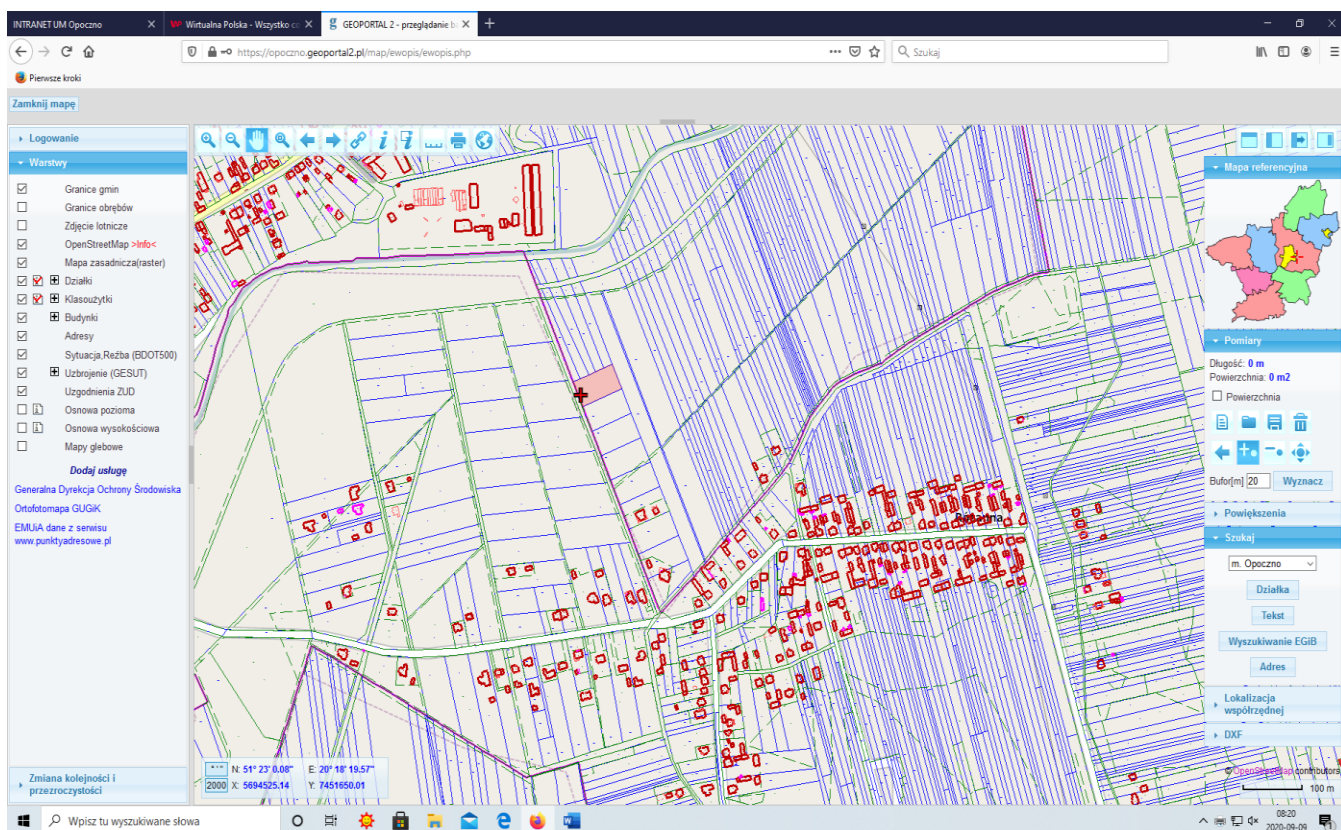 INTRANET UM Opoczno
Wirtualna Polska - Wszystko co
GEOPORTAL 2 - przeglądanie ba
https://opoczno.geoportal2.pl/map/ewopis/ewopis.php
Szukaj
Pierwsze kroki
Zamknij mapę
Logowanie
Warstwy
Granice gmin
Granice obrębów
Zdjęcie lotnicze
OpenStreetMap >Info<
Mapa zasadnicza(raster)
Działki
Klasoużytki
Budynki
Adresy
Sytuacja,Reźba (BDOT500)
Uzbrojenie (GESUT)
Uzgodnienia ZUD
Osnowa pozioma
Osnowa wysokościowa
Mapy glebowe
Dodaj usługę
Generalna Dyrekcja Ochrony Środowiska
Ortofotomapa GUGiK
EMUiA dane z serwisu
www.punktyadresowe.pl
Zmiana kolejności i
przezroczystości
N: 51° 23' 0.08" E: 20° 18' 19.57"
2000 X: 5694525.14 Y: 7451650.01
Mapa referencyjna
Pomiary
Długość: 0 m
Powierzchnia: 0 m2
Powierzchnia
Bufor[m] 20 Wyznacz
Powiększenia
Szukaj
m. Opoczno
Działka
Tekst
Wyszukiwanie EGiB
Adres
Lokalizacja
współrzędnej
DXF
© OpenStreetMap contributors
100 m
Wpisz tu wyszukiwane słowa
08:20
2020-09-09